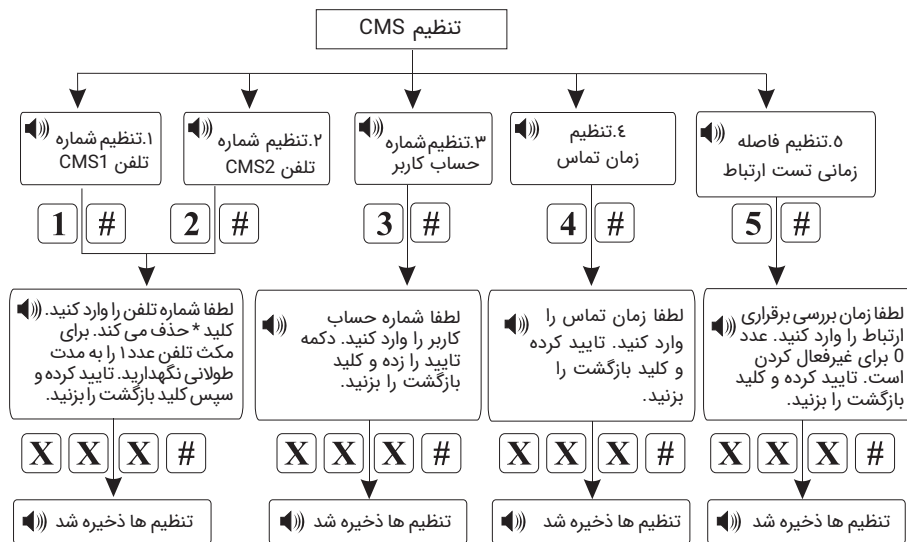 تنظیم CMS
۱.تنظیم شماره
تلفن CMS1
۲.تنظیم شماره
تلفن CMS2
۳.تنظیم شماره
حساب کاربر
٤.تنظیم
زمان تماس
٥.تنظیم فاصله
زمانی تست ارتباط
1 #
2 #
3 #
4 #
5 #
لطفا شماره تلفن را وارد کنید.
کلید * حذف می کند. برای
مکث تلفن عدد۱ را به مدت
طولانی نگهدارید. تایید کرده و
سپس کلید بازگشت را بزنید.
لطفا شماره حساب
کاربر را وارد کنید. دکمه
تایید را زده و کلید
بازگشت را بزنید.
لطفا زمان تماس را
وارد کنید. تایید کرده
و کلید بازگشت را
بزنید.
لطفا زمان بررسی برقراری
ارتباط را وارد کنید. عدد
0 برای غیرفعال کردن
است. تایید کرده و کلید
بازگشت را بزنید.
X X X #
X X X #
X X X #
X X X #
تنظیم ها ذخیره شد
تنظیم ها ذخیره شد
تنظیم ها ذخیره شد
تنظیم ها ذخیره شد